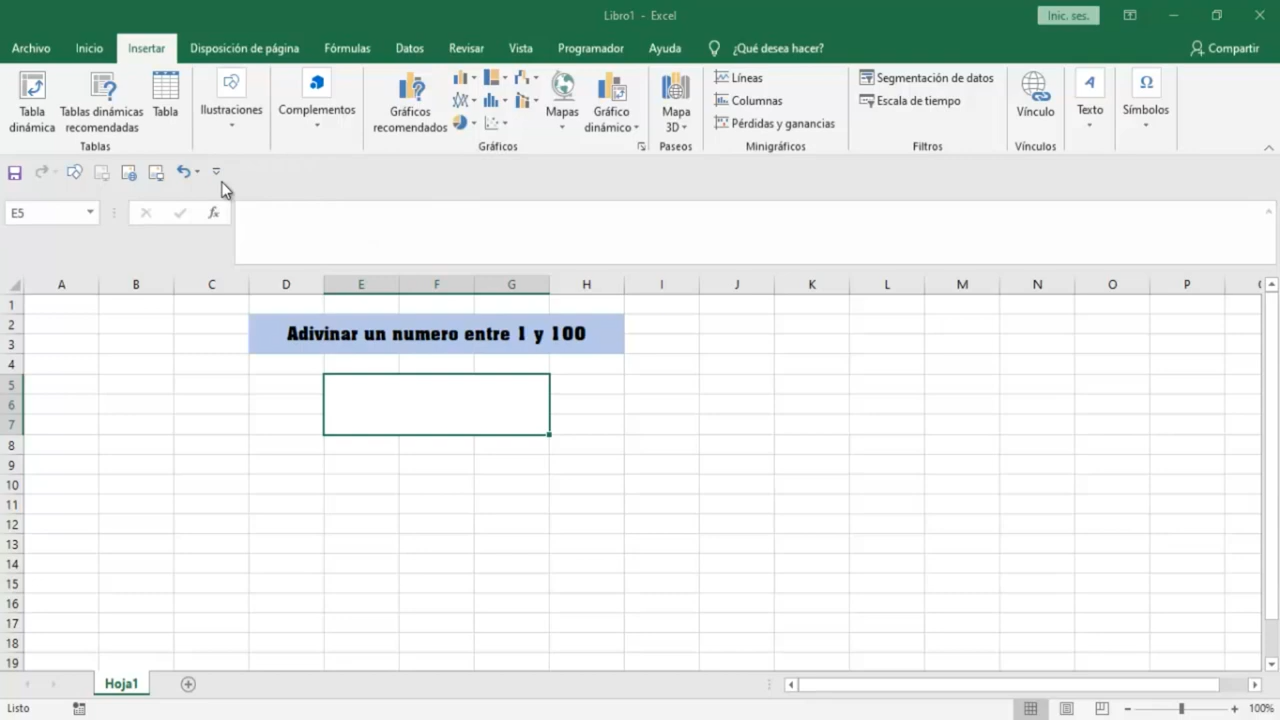 Libro1 - Excel
Inic. ses.
Archivo
Inicio
Insertar
Disposición de página
Fórmulas
Datos
Revisar
Vista
Programador
Ayuda
¿Qué desea hacer?
Compartir
Tabla dinámica
Tablas dinámicas recomendadas
Tabla
Tablas
Ilustraciones
Complementos
Gráficos recomendados
Mapas
Gráfico dinámico
Gráficos
Mapa 3D
Paseos
Líneas
Columnas
Pérdidas y ganancias
Minigráficos
Segmentación de datos
Escala de tiempo
Filtros
Vínculo
Vínculos
Texto
Símbolos
E5
fx
A B C D E F G H I J K L M N O P
1
2
3
Adivinar un numero entre 1 y 100
4
5
6
7
8
9
10
11
12
13
14
15
16
17
18
19
Hoja1
Listo
100%